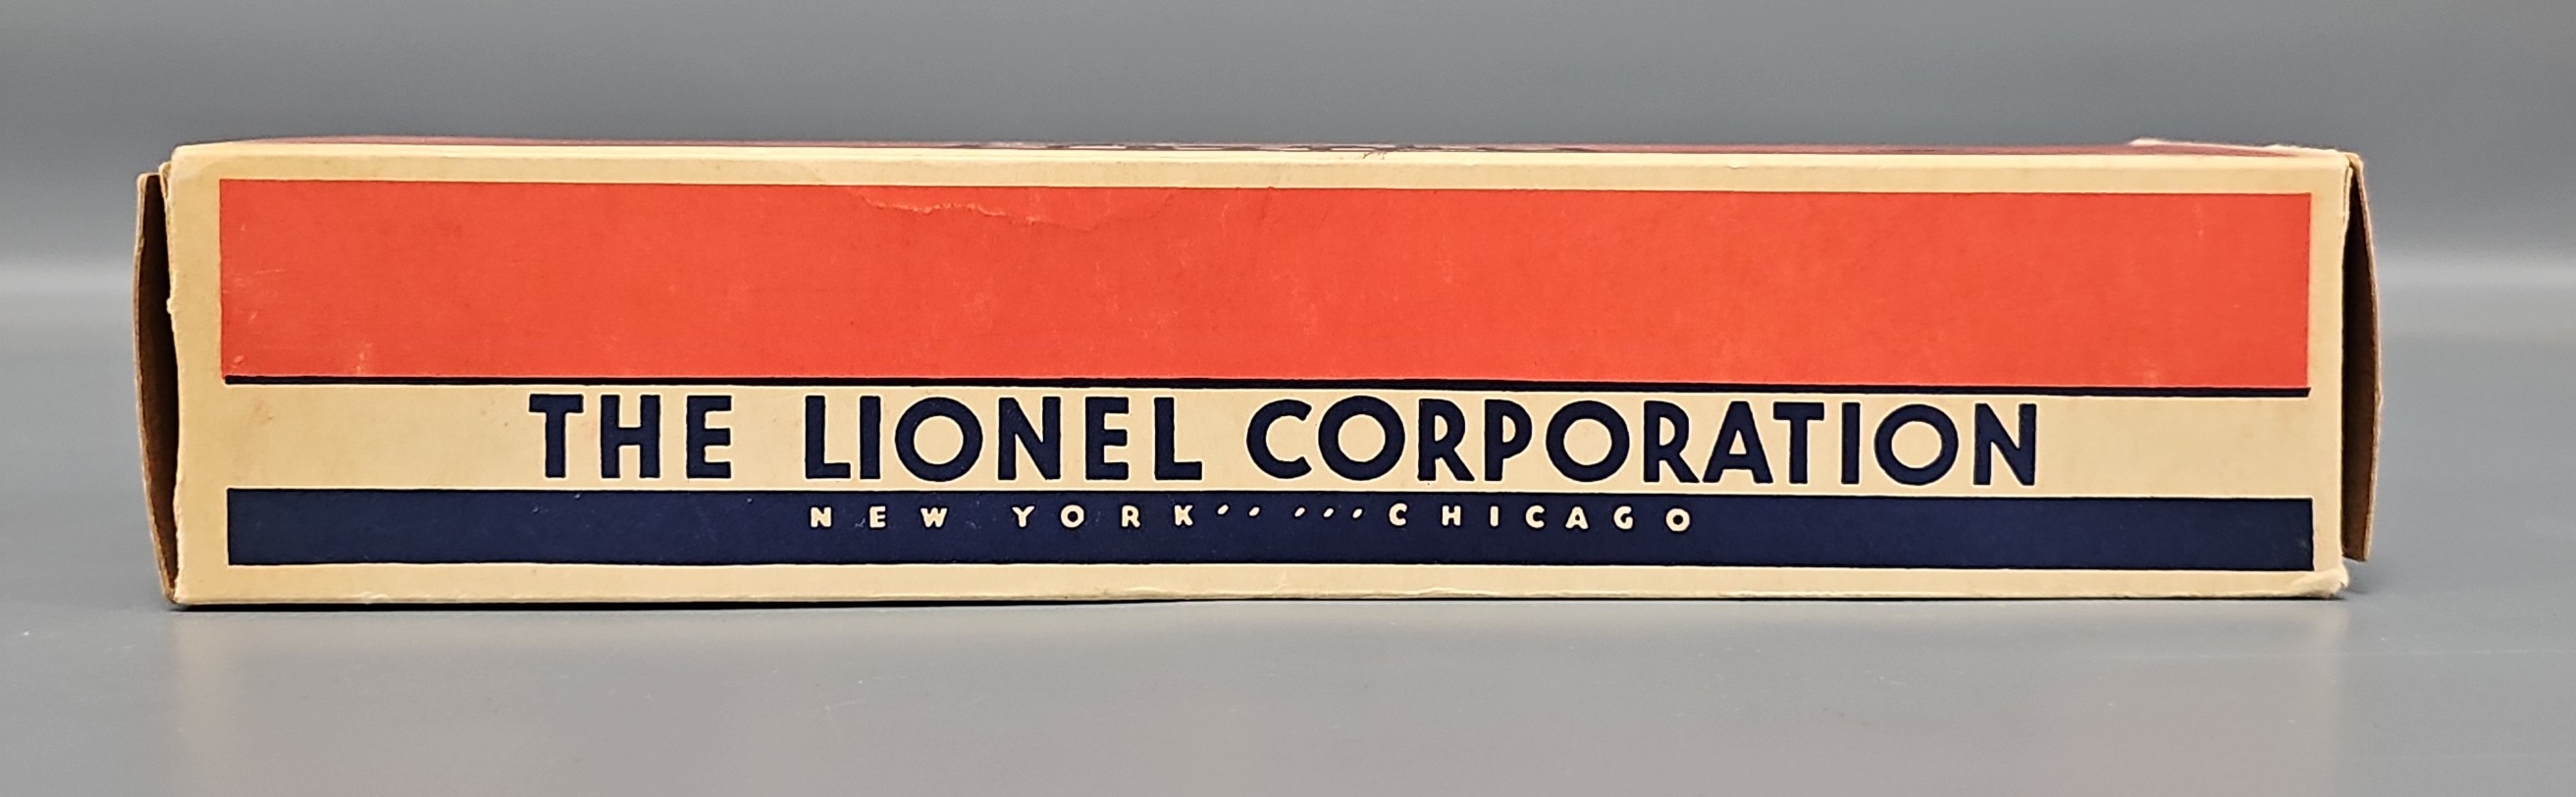 THE LIONEL CORPORATION
NEW YORK·· ···CHICAGO